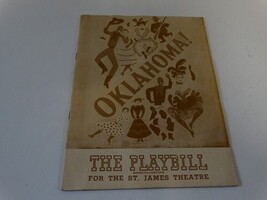 OKLAHOMA!
THE PLAYBILL
FOR THE ST. JAMES THEATRE